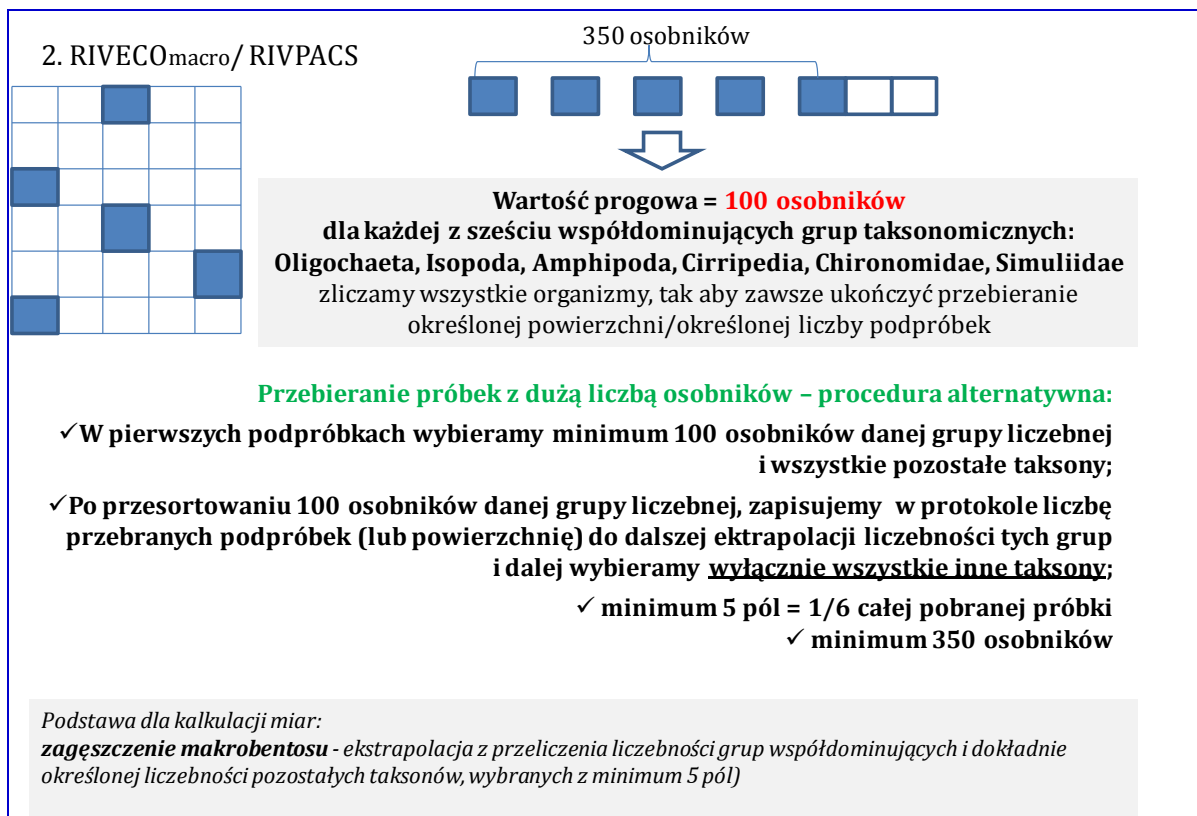 2. RIVECOmacro/ RIVPACS
350 osobników
Wartość progowa = 100 osobników
dla każdej z sześciu współdominujących grup taksonomicznych:
Oligochaeta, Isopoda, Amphipoda, Cirripedia, Chironomidae, Simuliidae
zliczamy wszystkie organizmy, tak aby zawsze ukończyć przebieranie
określonej powierzchni/określonej liczby podpróbek
Przebieranie próbek z dużą liczbą osobników – procedura alternatywna:
✓W pierwszych podpróbkach wybieramy minimum 100 osobników danej grupy liczebnej
i wszystkie pozostałe taksony;
✓Po przesortowaniu 100 osobników danej grupy liczebnej, zapisujemy w protokole liczbę
przebranych podpróbek (lub powierzchnię) do dalszej ektrapolacji liczebności tych grup
i dalej wybieramy wyłącznie wszystkie inne taksony;
✓ minimum 5 pól = 1/6 całej pobranej próbki
✓ minimum 350 osobników
Podstawa dla kalkulacji miar:
zagęszczenie makrobentosu - ekstrapolacja z przeliczenia liczebności grup współdominujących i dokładnie
określonej liczebności pozostałych taksonów, wybranych z minimum 5 pól)